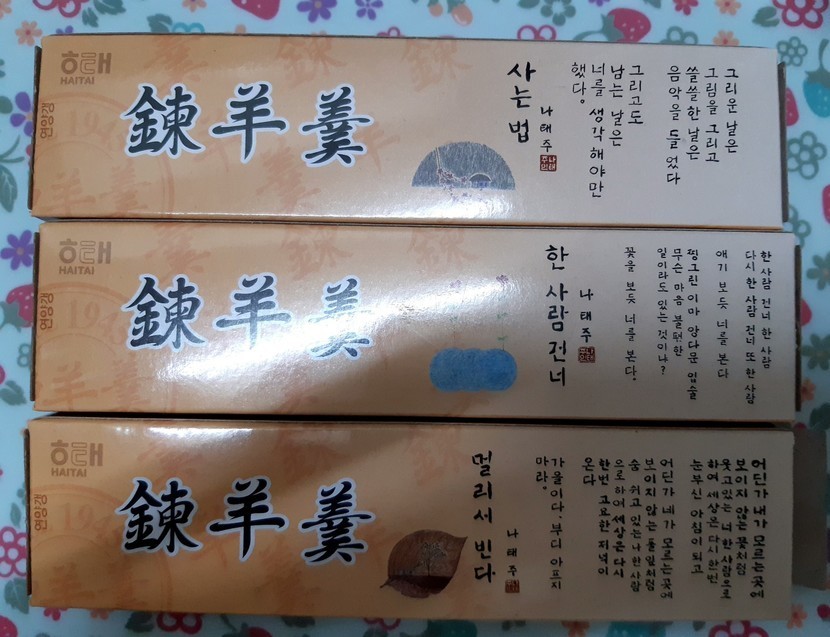 해태
HAITAI
연양갱
鍊羊羹
사는 법
나태주
그리운 날은
그림을 그리고
쓸쓸한 날은
음악을 들었다
그리고도
남는 날은
너를 생각해야만
했다.
해태
HAITAI
연양갱
鍊羊羹
한 사람 건너
나태주
한 사람 건너 한 사람
다시 한 사람 건너 또 한 사람
애기 보듯 너를 본다
찡그린 이마 앙다문 입술
무슨 마음 불편한
일이라도 있는 것이냐?
꽃을 보듯 너를 본다.
해태
HAITAI
연양갱
鍊羊羹
멀리서 빈다
나태주
어딘가 내가 모르는 곳에
보이지 않는 꽃처럼
웃고 있는 너 한 사람으로
하여 세상은 다시 한번
눈부신 아침이 되고
어딘가 네가 모르는 곳에
보이지 않는 풀잎처럼
숨 쉬고 있는 나 한 사람
으로 하여 세상은 다시
한번 고요한 저녁이
온다
가을이다, 부디 아프지
마라.